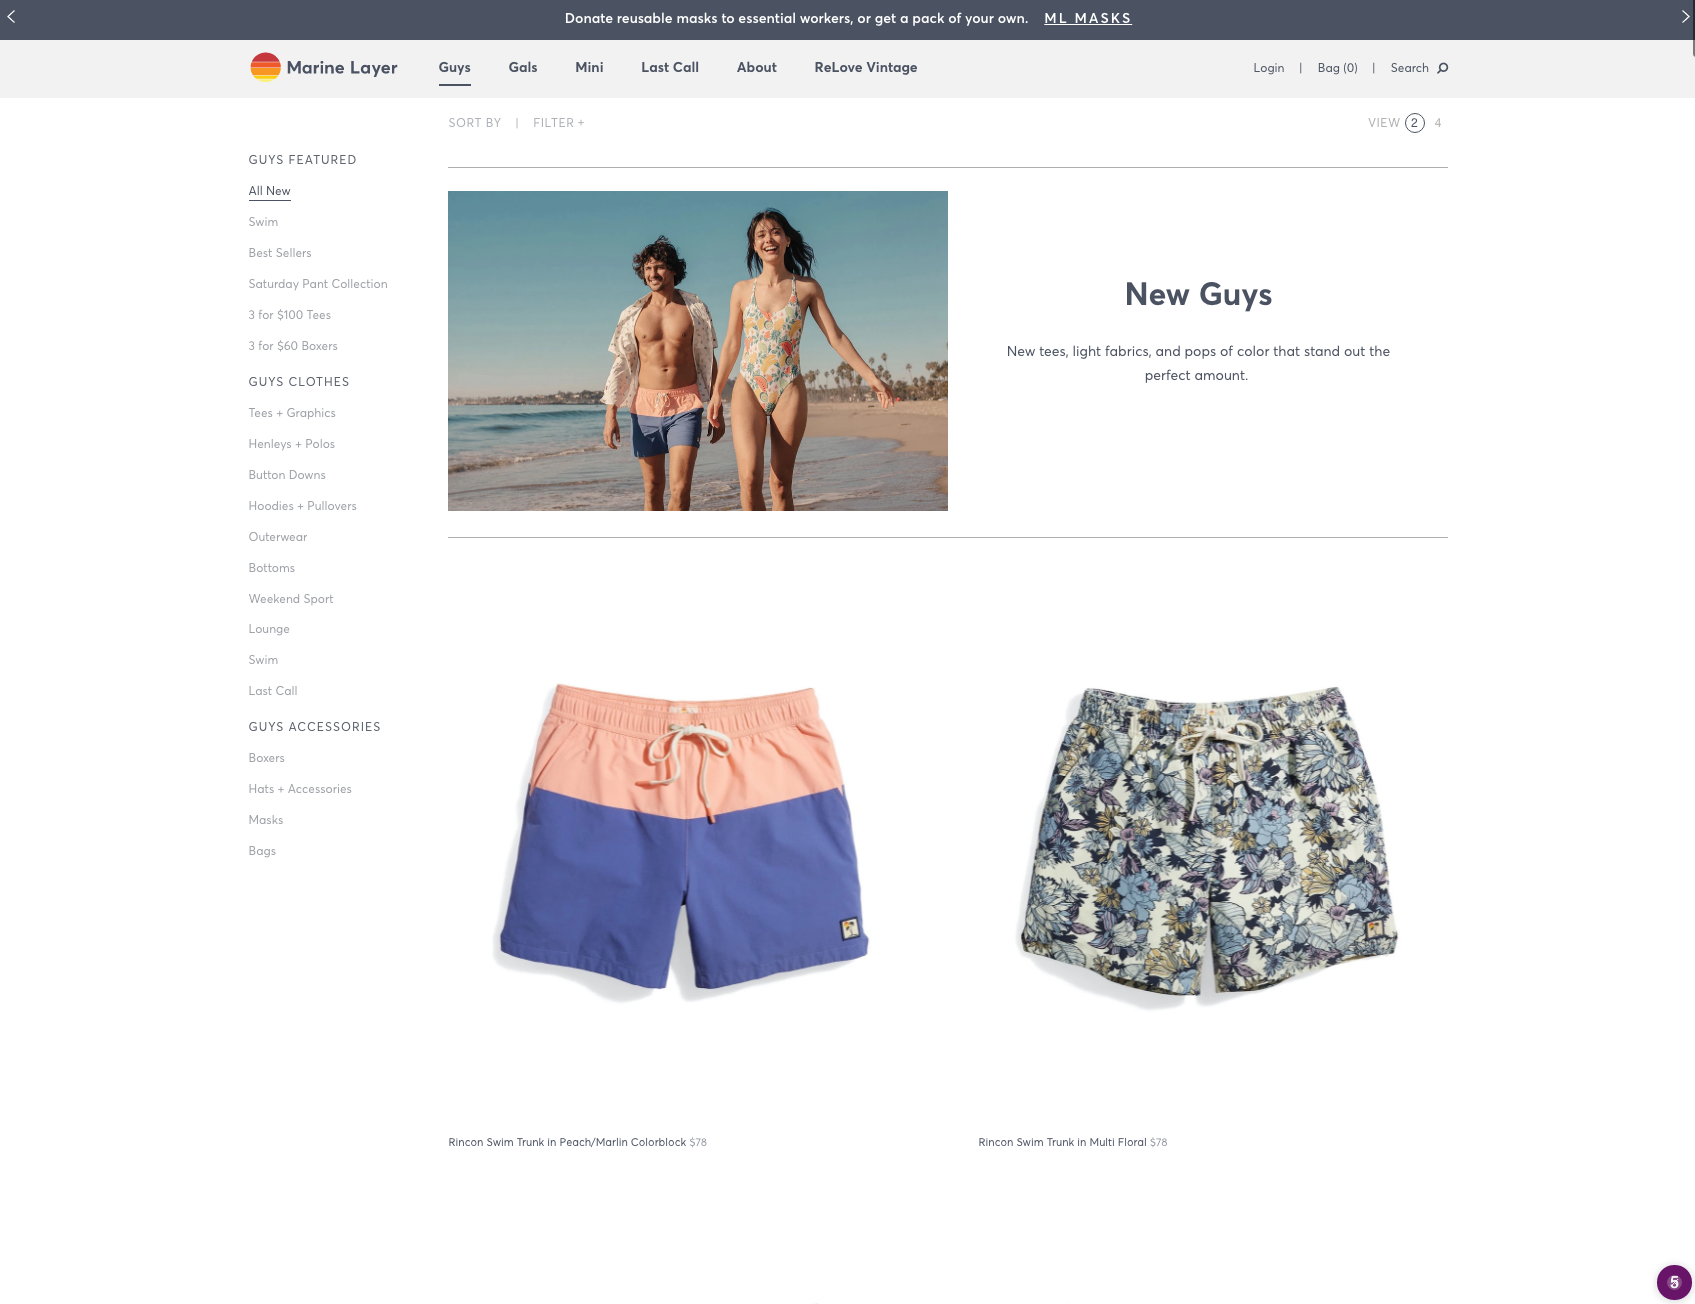 Donate reusable masks to essential workers, or get a pack of your own. ML MASKS
Marine Layer Guys Gals Mini Last Call About ReLove Vintage Login | Bag (0) | Search
SORT BY | FILTER + VIEW 2 4
GUYS FEATURED
All New
Swim
Best Sellers
Saturday Pant Collection
3 for $100 Tees
3 for $60 Boxers
GUYS CLOTHES
Tees + Graphics
Henleys + Polos
Button Downs
Hoodies + Pullovers
Outerwear
Bottoms
Weekend Sport
Lounge
Swim
Last Call
GUYS ACCESSORIES
Boxers
Hats + Accessories
Masks
Bags
New Guys
New tees, light fabrics, and pops of color that stand out the
perfect amount.
Rincon Swim Trunk in Peach/Marlin Colorblock $78
Rincon Swim Trunk in Multi Floral $78
5